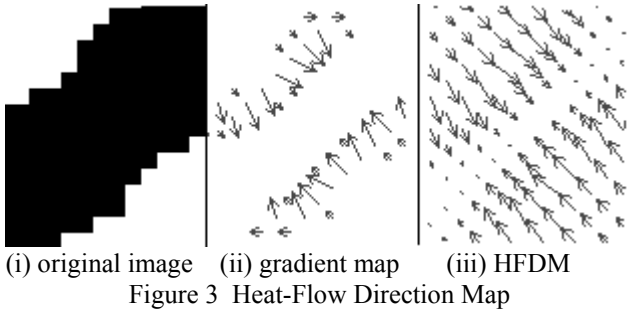 (i) original image (ii) gradient map (iii) HFDM
Figure 3 Heat-Flow Direction Map